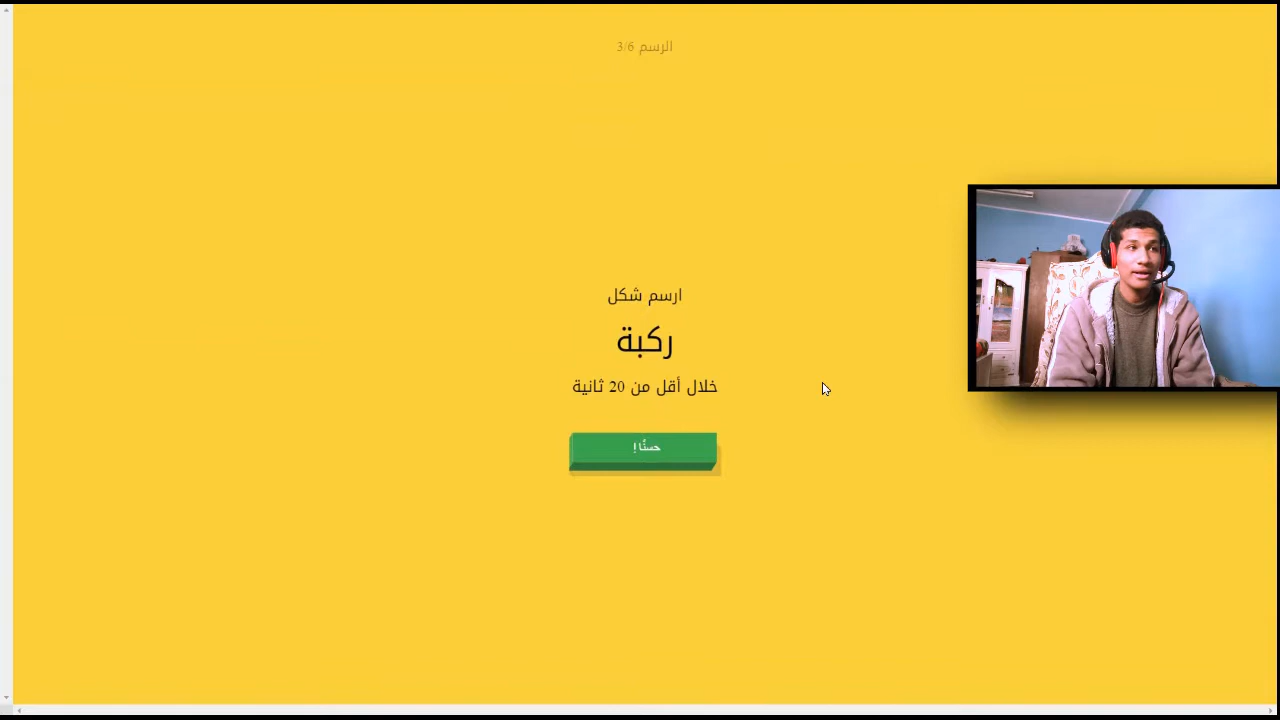 الرسم 3/6
ارسم شكل
ركبة
خلال أقل من 20 ثانية
حسنًا!